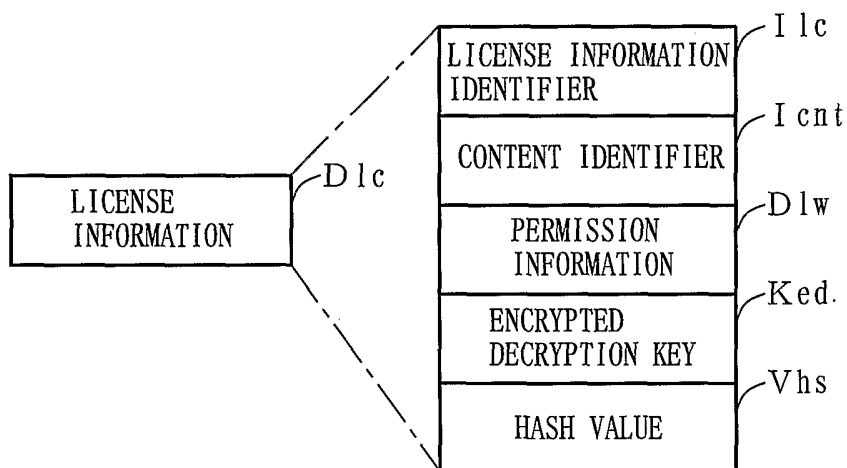 LICENSE
INFORMATION
Dlc
LICENSE INFORMATION
IDENTIFIER
Ilc
CONTENT IDENTIFIER
Icnt
PERMISSION
INFORMATION
Dlw
ENCRYPTED
DECRYPTION KEY
Ked.
HASH VALUE
Vhs